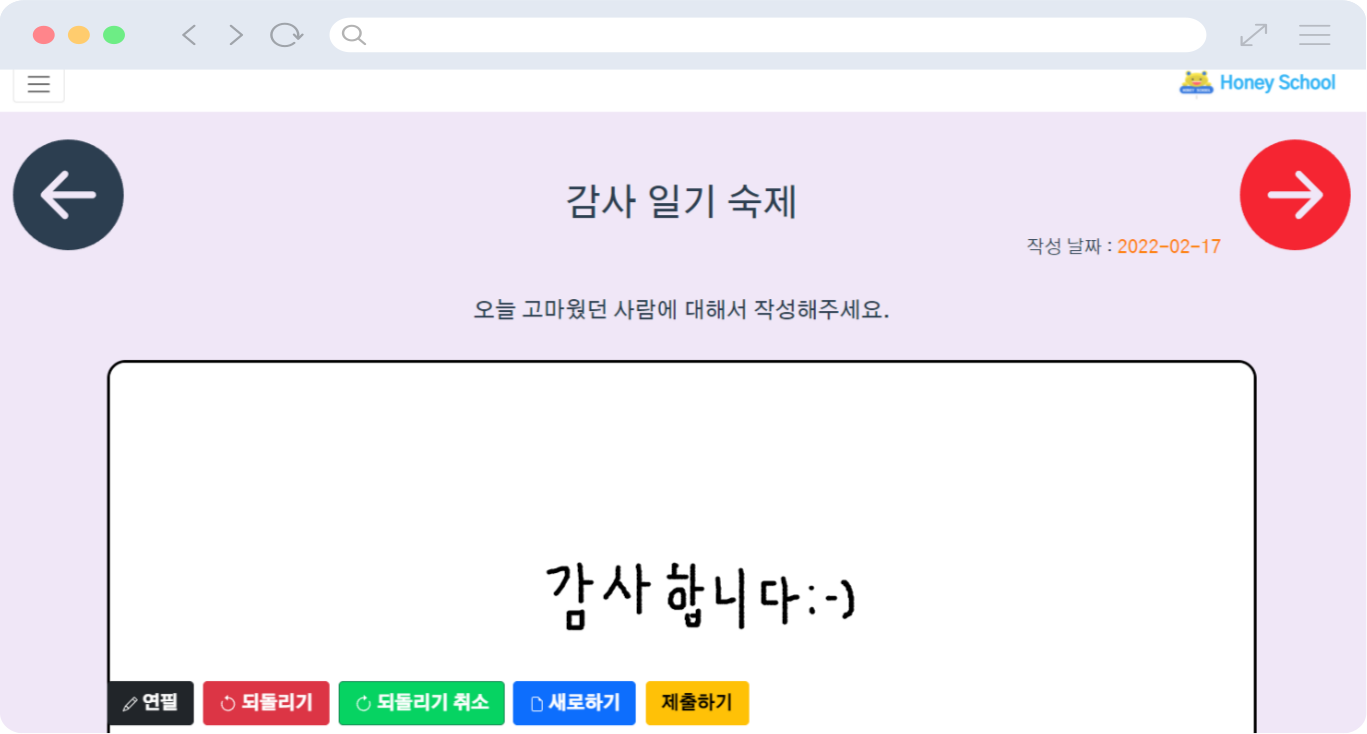 Honey School
감사 일기 숙제
작성 날짜 : 2022-02-17
오늘 고마웠던 사람에 대해서 작성해주세요.
감사합니다:-)
연필 되돌리기 되돌리기 취소 새로하기 제출하기